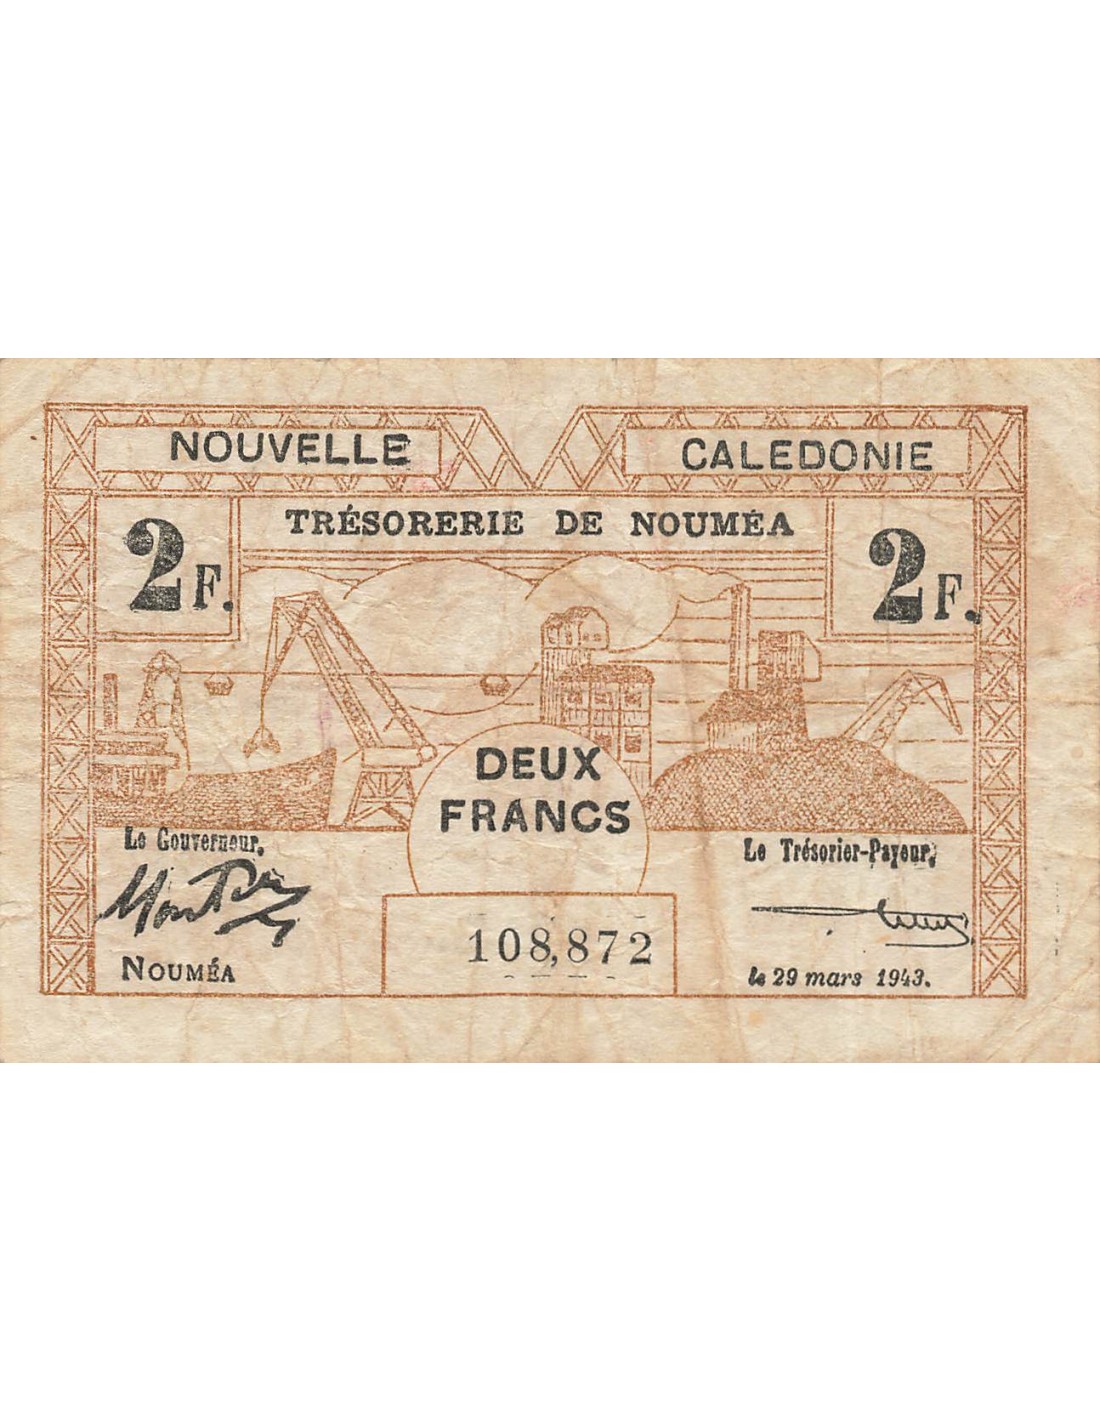 NOUVELLE CALEDONIE
TRÉSORERIE DE NOUMÉA
2F. 2F.
DEUX
FRANCS
Le Gouverneur,
Le Trésorier-Payeur,
108,872
NOUMÉA
le 29 mars 1943.